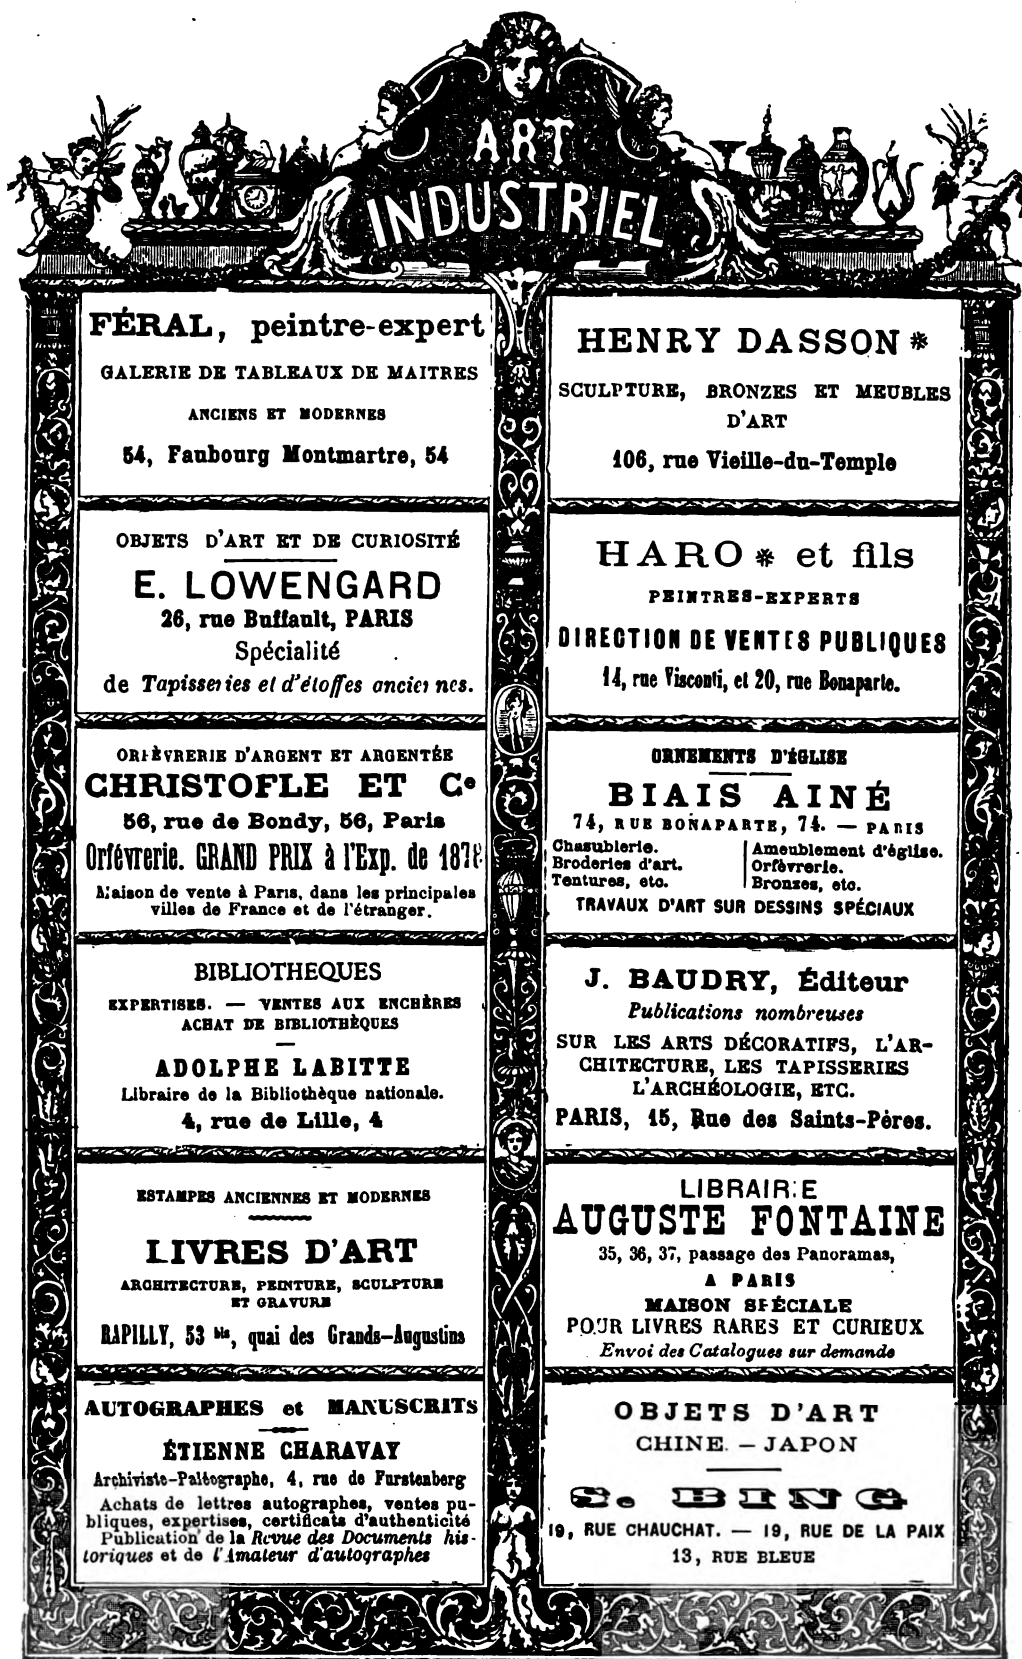 ART
INDUSTRIEL
FÉRAL, peintre-expert
GALERIE DE TABLEAUX DE MAITRES
ANCIENS ET MODERNES
54, Faubourg Montmartre, 54
OBJETS D'ART ET DE CURIOSITÉ
E. LOWENGARD
26, rue Buffault, PARIS
Spécialité
de Tapisseries et d'étoffes anciennes.
ORFÈVRERIE D'ARGENT ET ARGENTÉE
CHRISTOFLE ET Ce
56, rue de Bondy, 56, Paris
Orfévrerie. GRAND PRIX à l'Exp. de 1878
Maison de vente à Paris, dans les principales
villes de France et de l'étranger.
BIBLIOTHEQUES
EXPERTISES. — VENTES AUX ENCHÈRES
ACHAT DE BIBLIOTHÈQUES
ADOLPHE LABITTE
Libraire de la Bibliothèque nationale.
4, rue de Lille, 4
ESTAMPES ANCIENNES ET MODERNES
LIVRES D'ART
ARCHITECTURE, PEINTURE, SCULPTURE
ET GRAVURE
RAPILLY, 53 bis, quai des Grands-Augustins
AUTOGRAPHES et MANUSCRITS
ÉTIENNE CHARAVAY
Archiviste-Paléographe, 4, rue de Furstenberg
Achats de lettres autographes, ventes pu-
bliques, expertises, certificats d'authenticité
Publication de la Revue des Documents his-
toriques et de l'Amateur d'autographes
HENRY DASSON *
SCULPTURE, BRONZES ET MEUBLES
D'ART
106, rue Vieille-du-Temple
HARO * et fils
PEINTRES-EXPERTS
DIRECTION DE VENTES PUBLIQUES
14, rue Visconti, et 20, rue Bonaparte.
ORNEMENTS D'ÉGLISE
BIAIS AINÉ
74, RUE BONAPARTE, 74. — PARIS
Chasublerie.
Broderies d'art.
Tentures, etc.
Ameublement d'église.
Orfèvrerie.
Bronzes, etc.
TRAVAUX D'ART SUR DESSINS SPÉCIAUX
J. BAUDRY, Éditeur
Publications nombreuses
SUR LES ARTS DÉCORATIFS, L'AR-
CHITECTURE, LES TAPISSERIES
L'ARCHÉOLOGIE, ETC.
PARIS, 15, Rue des Saints-Pères.
LIBRAIRIE
AUGUSTE FONTAINE
35, 36, 37, passage des Panoramas,
A PARIS
MAISON SPÉCIALE
POUR LIVRES RARES ET CURIEUX
Envoi des Catalogues sur demande
OBJETS D'ART
CHINE. — JAPON
S. BING
19, RUE CHAUCHAT. — 19, RUE DE LA PAIX
13, RUE BLEUE